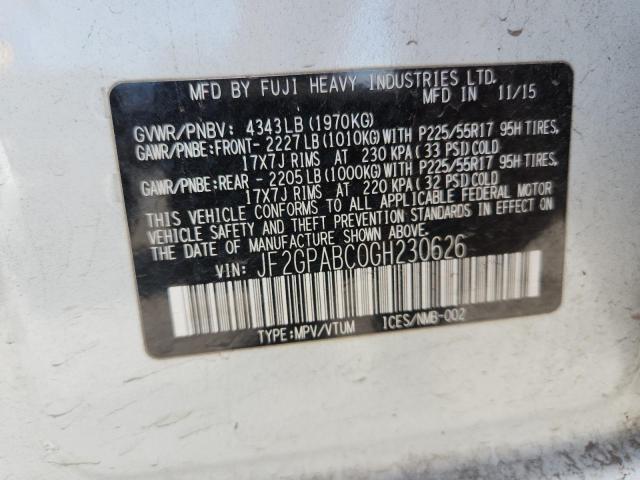 MFD BY FUJI HEAVY INDUSTRIES LTD.
MFD IN 11/15
GVWR/PNBV: 4343LB(1970KG)
GAWR/PNBE:FRONT- 2227LB(1010KG)WITH P225/55R17 95H TIRES,
17X7J RIMS AT 230 KPA(33 PSI)COLD
GAWR/PNBE:REAR - 2205LB(1000KG)WITH P225/55R17 95H TIRES,
17X7J RIMS AT 220 KPA(32 PSI)COLD
THIS VEHICLE CONFORMS TO ALL APPLICABLE FEDERAL MOTOR
VEHICLE SAFETY AND THEFT PREVENTION STANDARDS IN EFFECT
ON THE DATE OF MANUFACTURE SHOWN ABOVE.
VIN: JF2GPABC0GH230626
TYPE:MPV/VTUM ICES/NMB-002